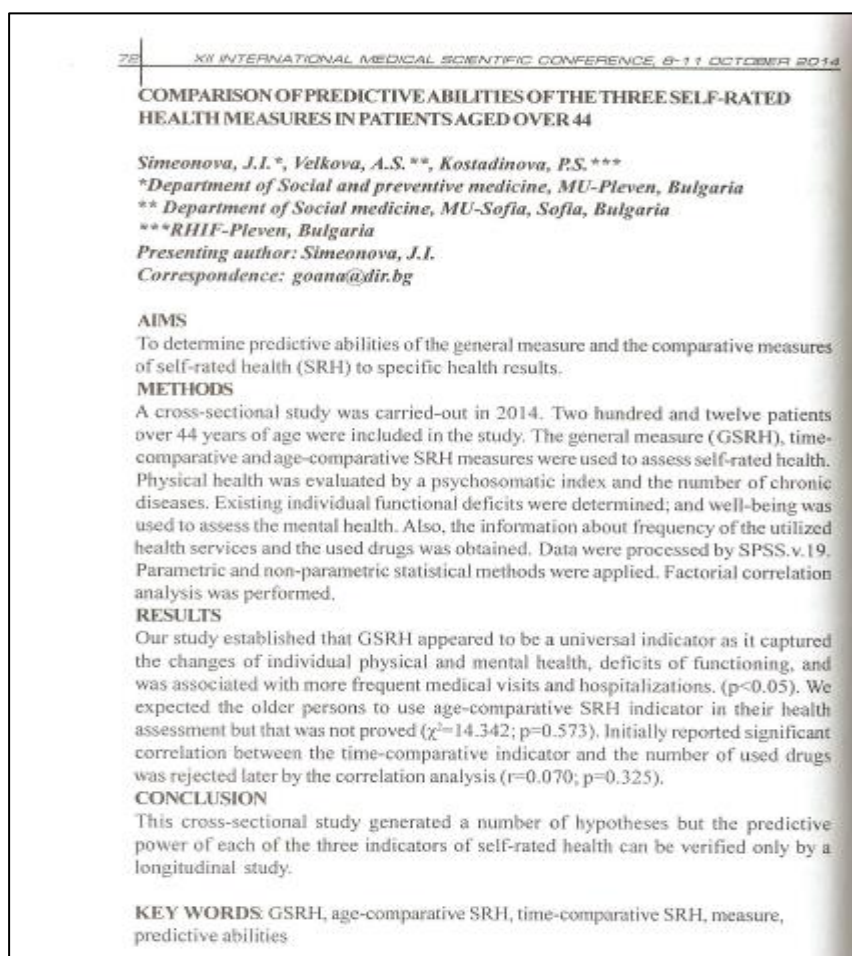 72 XII INTERNATIONAL MEDICAL SCIENTIFIC CONFERENCE, 8-11 OCTOBER 2014
COMPARISON OF PREDICTIVE ABILITIES OF THE THREE SELF-RATED
HEALTH MEASURES IN PATIENTS AGED OVER 44
Simeonova, J.I.*, Velkova, A.S.**, Kostadinova, P.S.***
*Department of Social and preventive medicine, MU-Pleven, Bulgaria
** Department of Social medicine, MU-Sofia, Sofia, Bulgaria
***RHIF-Pleven, Bulgaria
Presenting author: Simeonova, J.I.
Correspondence: goana@dir.bg
AIMS
To determine predictive abilities of the general measure and the comparative measures
of self-rated health (SRH) to specific health results.
METHODS
A cross-sectional study was carried-out in 2014. Two hundred and twelve patients
over 44 years of age were included in the study. The general measure (GSRH), time-
comparative and age-comparative SRH measures were used to assess self-rated health.
Physical health was evaluated by a psychosomatic index and the number of chronic
diseases. Existing individual functional deficits were determined; and well-being was
used to assess the mental health. Also, the information about frequency of the utilized
health services and the used drugs was obtained. Data were processed by SPSS.v.19.
Parametric and non-parametric statistical methods were applied. Factorial correlation
analysis was performed.
RESULTS
Our study established that GSRH appeared to be a universal indicator as it captured
the changes of individual physical and mental health, deficits of functioning, and
was associated with more frequent medical visits and hospitalizations. (p<0.05). We
expected the older persons to use age-comparative SRH indicator in their health
assessment but that was not proved (χ²=14.342; p=0.573). Initially reported significant
correlation between the time-comparative indicator and the number of used drugs
was rejected later by the correlation analysis (r=0.070; p=0.325).
CONCLUSION
This cross-sectional study generated a number of hypotheses but the predictive
power of each of the three indicators of self-rated health can be verified only by a
longitudinal study.
KEY WORDS: GSRH, age-comparative SRH, time-comparative SRH, measure,
predictive abilities